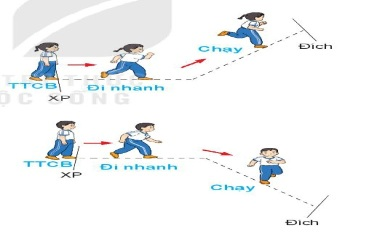 Chạy
Đích
TTCB
Đi nhanh
XP
TTCB
Đi nhanh
XP
Chạy
Đích